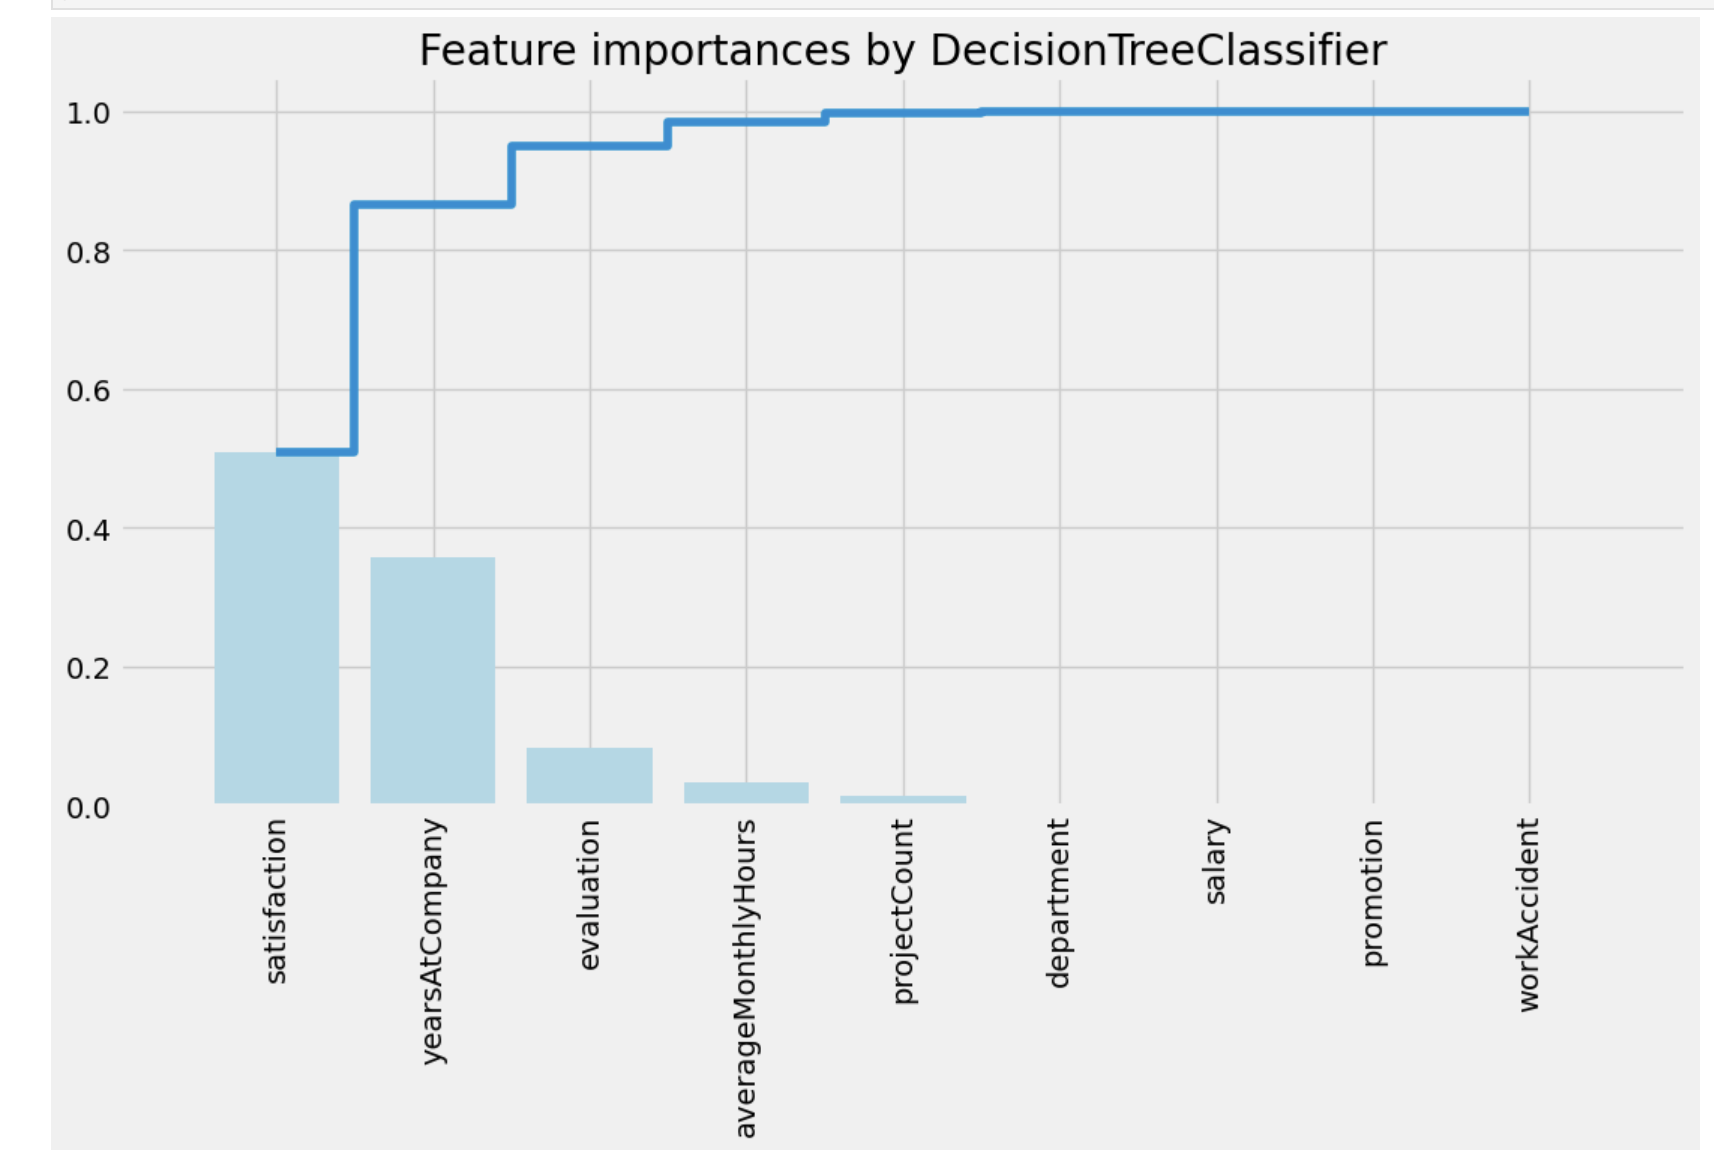 Feature importances by DecisionTreeClassifier
1.0
0.8
0.6
0.4
0.2
0.0
satisfaction
yearsAtCompany
evaluation
averageMonthlyHours
projectCount
department
salary
promotion
workAccident